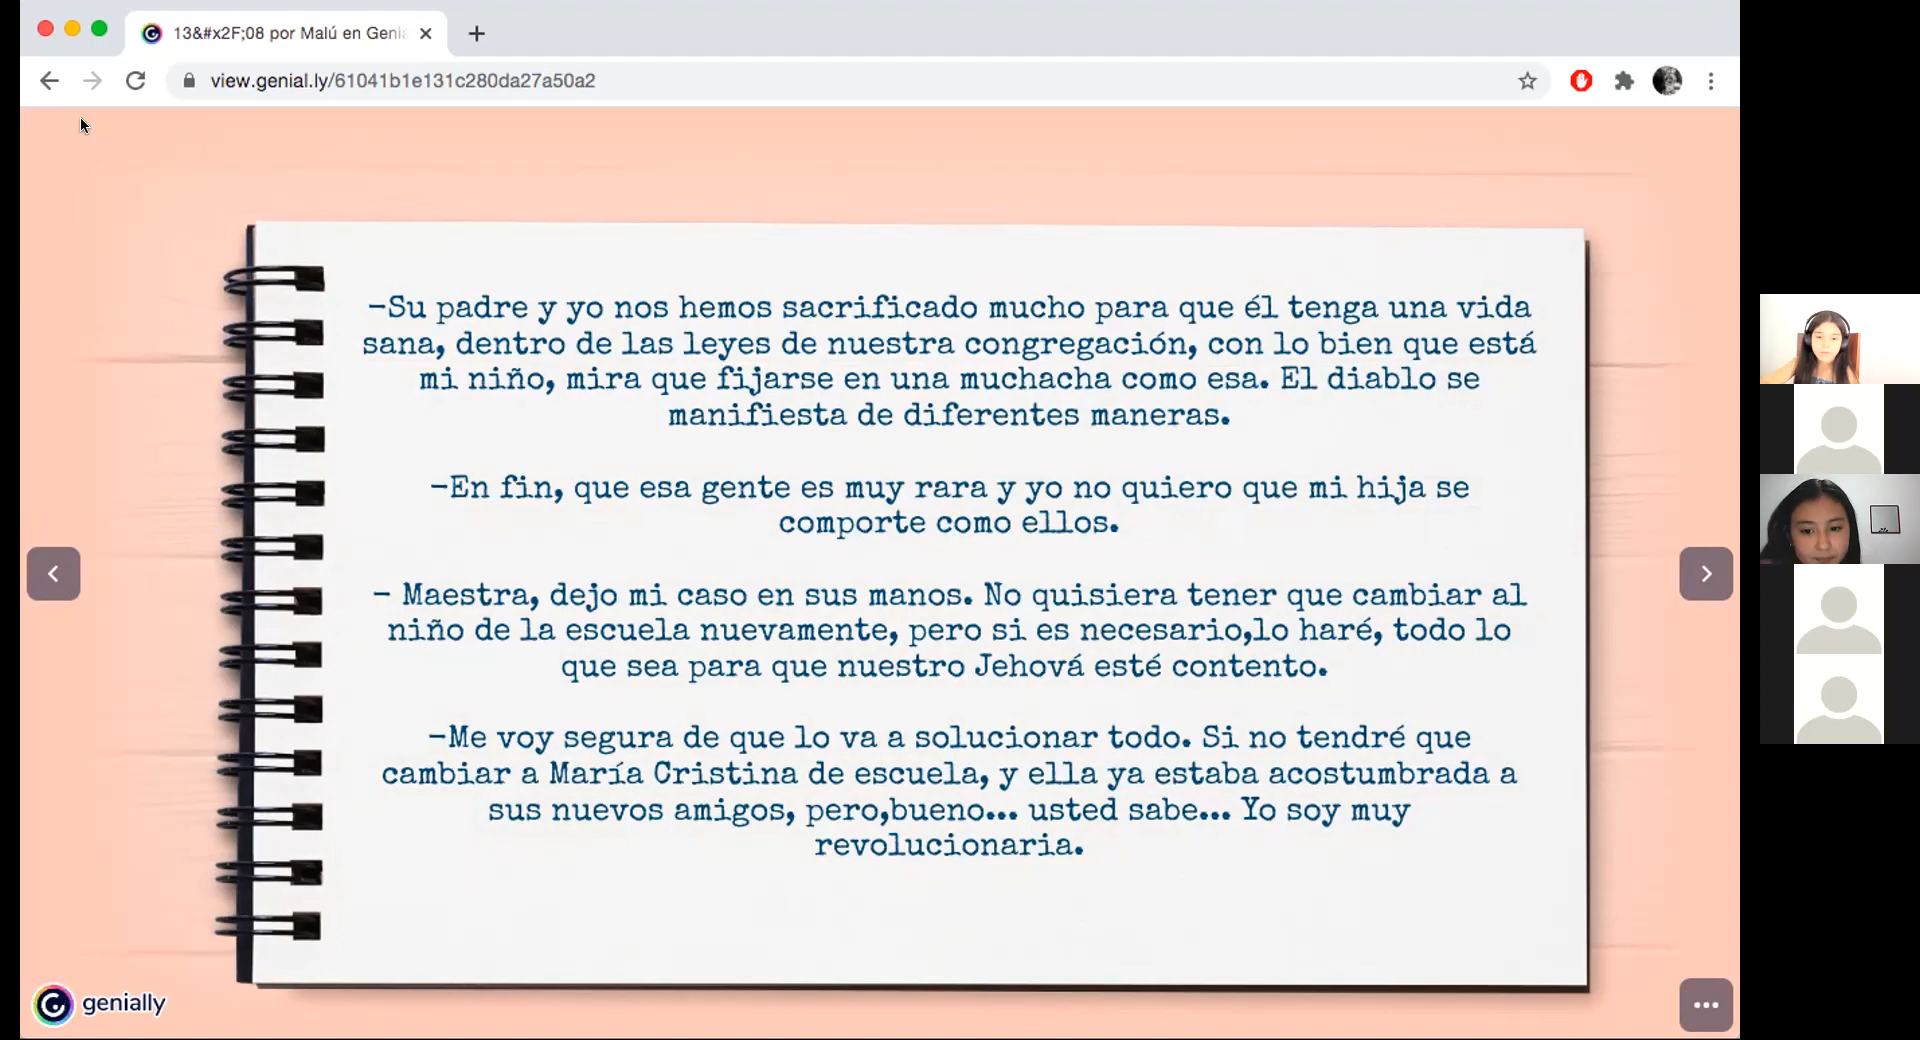 13&#x2F;08 por Malú en Genia
view.genial.ly/61041b1e131c280da27a50a2
-Su padre y yo nos hemos sacrificado mucho para que él tenga una vida
sana, dentro de las leyes de nuestra congregación, con lo bien que está
mi niño, mira que fijarse en una muchacha como esa. El diablo se
manifiesta de diferentes maneras.
-En fin, que esa gente es muy rara y yo no quiero que mi hija se
comporte como ellos.
- Maestra, dejo mi caso en sus manos. No quisiera tener que cambiar al
niño de la escuela nuevamente, pero si es necesario,lo haré, todo lo
que sea para que nuestro Jehová esté contento.
-Me voy segura de que lo va a solucionar todo. Si no tendré que
cambiar a María Cristina de escuela, y ella ya estaba acostumbrada a
sus nuevos amigos, pero,bueno... usted sabe... Yo soy muy
revolucionaria.
genially